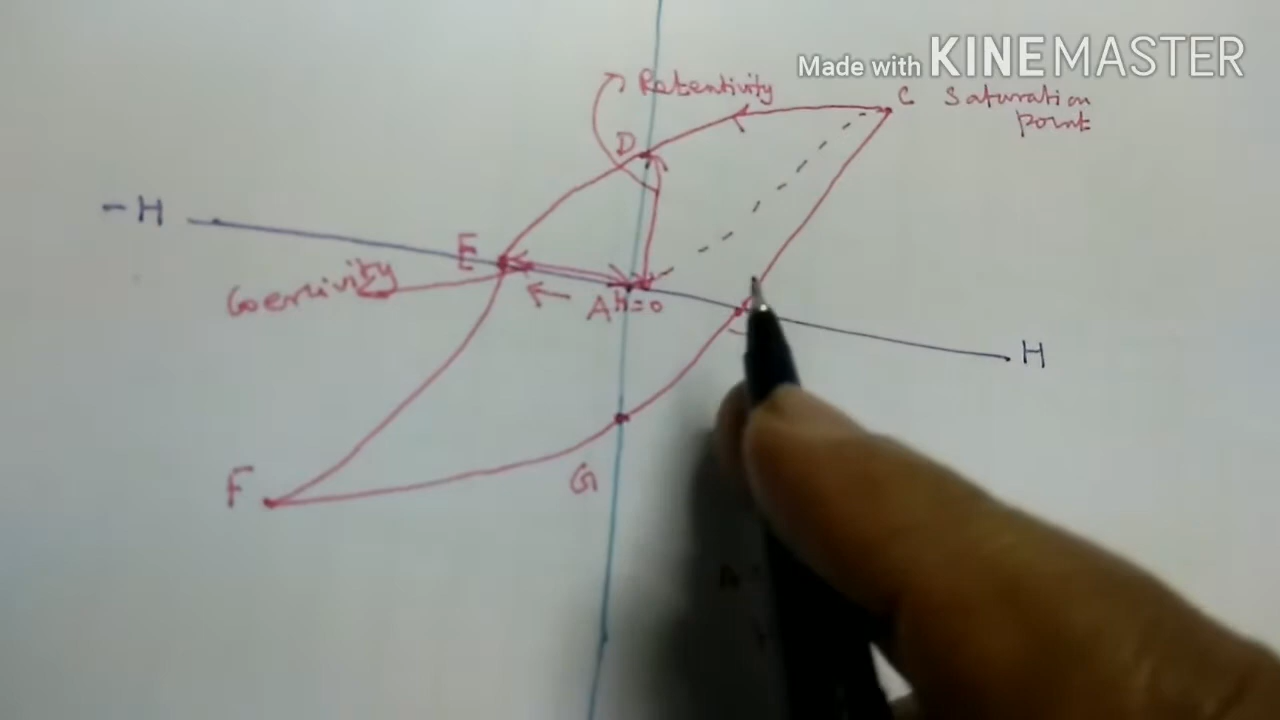 Made with KINEMASTER
Retentivity
C Saturation
point
D
-H
E
Coercivity
A H=0
H
F
G